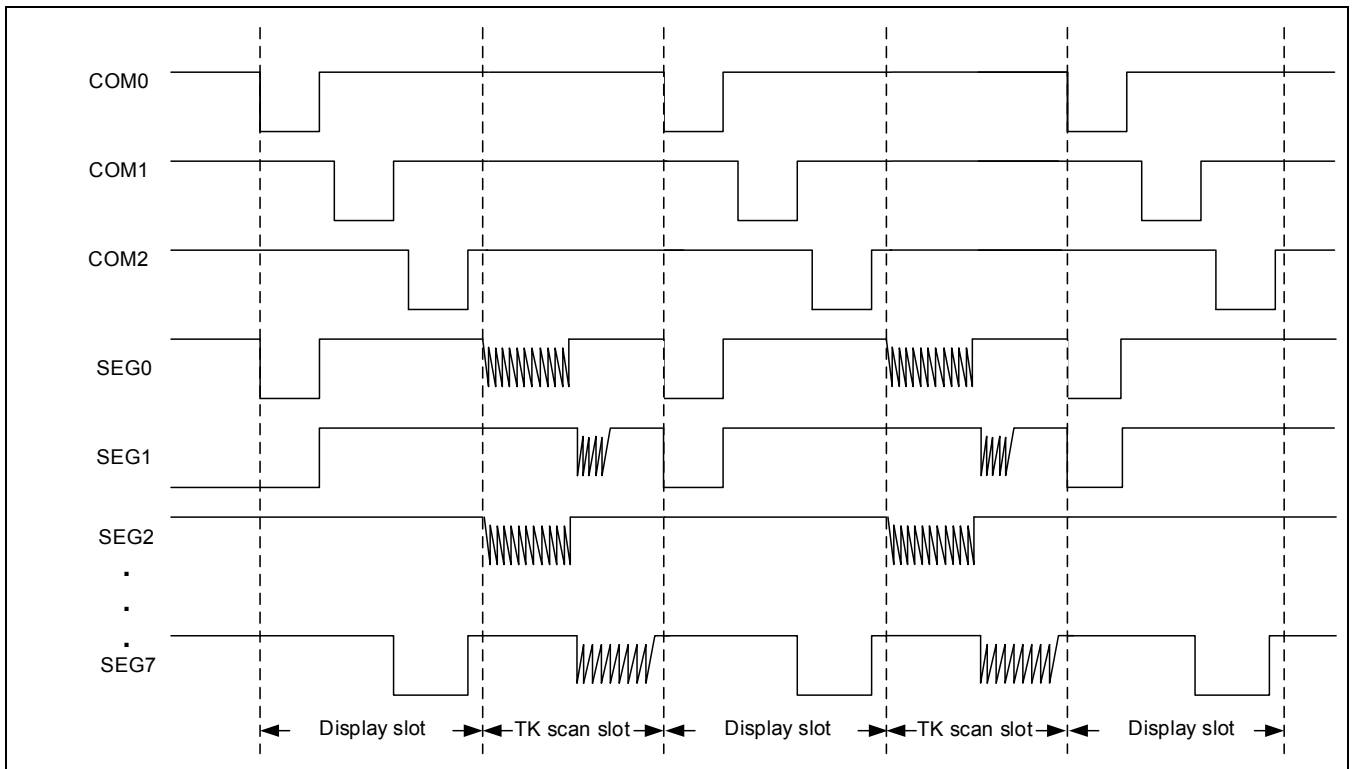 COM0
COM1
COM2
SEG0
SEG1
SEG2
.
.
.
SEG7
Display slot TK scan slot Display slot TK scan slot Display slot